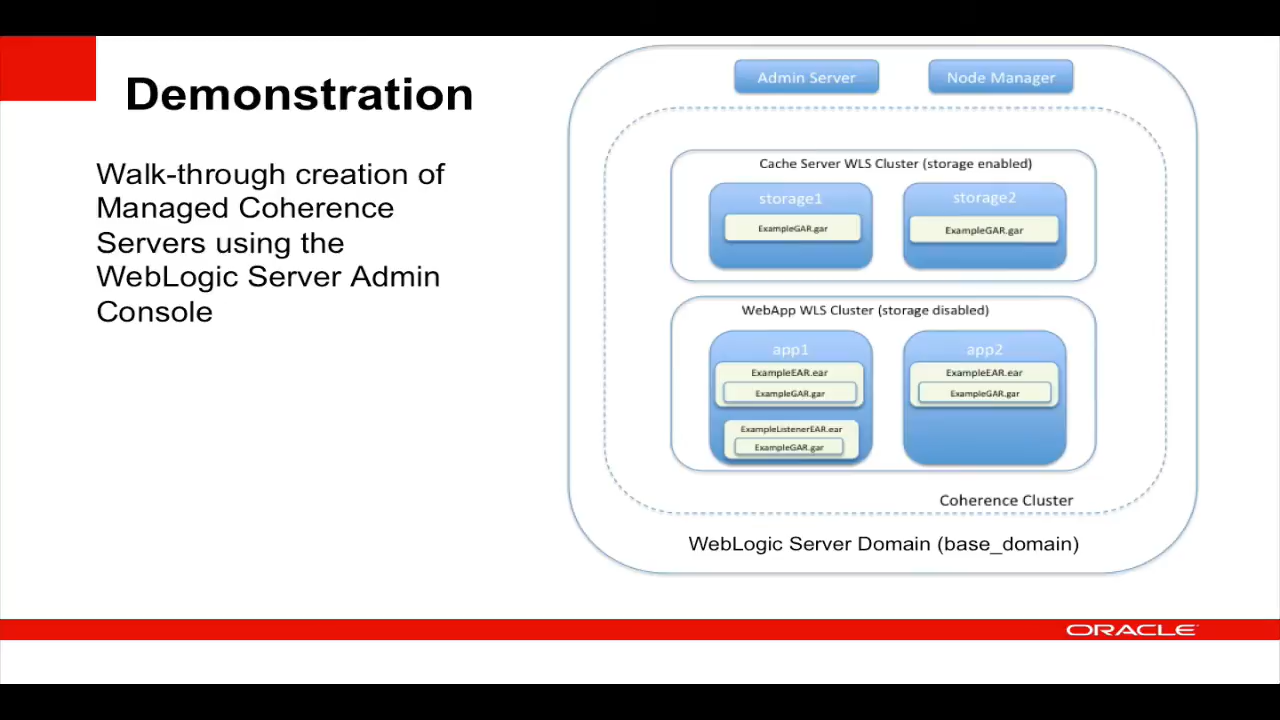 Demonstration
Walk-through creation of
Managed Coherence
Servers using the
WebLogic Server Admin
Console
Admin Server
Node Manager
Cache Server WLS Cluster (storage enabled)
storage1
ExampleGAR.gar
storage2
ExampleGAR.gar
WebApp WLS Cluster (storage disabled)
app1
ExampleEAR.ear
ExampleGAR.gar
ExampleListenerEAR.ear
ExampleGAR.gar
app2
ExampleEAR.ear
ExampleGAR.gar
Coherence Cluster
WebLogic Server Domain (base_domain)
ORACLE